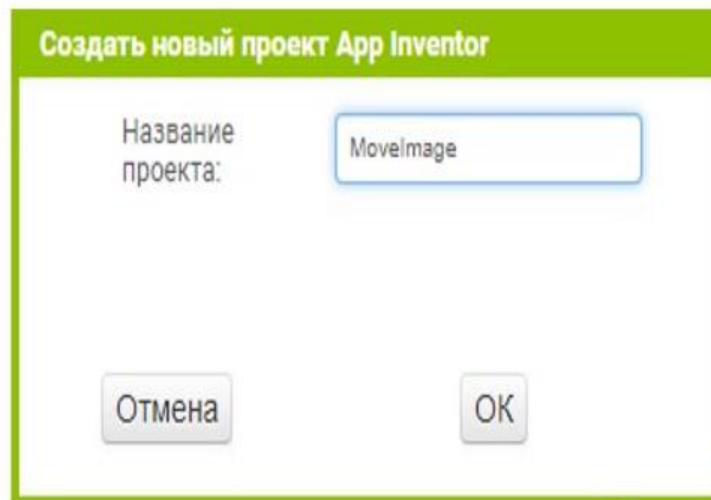 Создать новый проект App Inventor
Название
проекта:
MoveImage
Отмена
OK